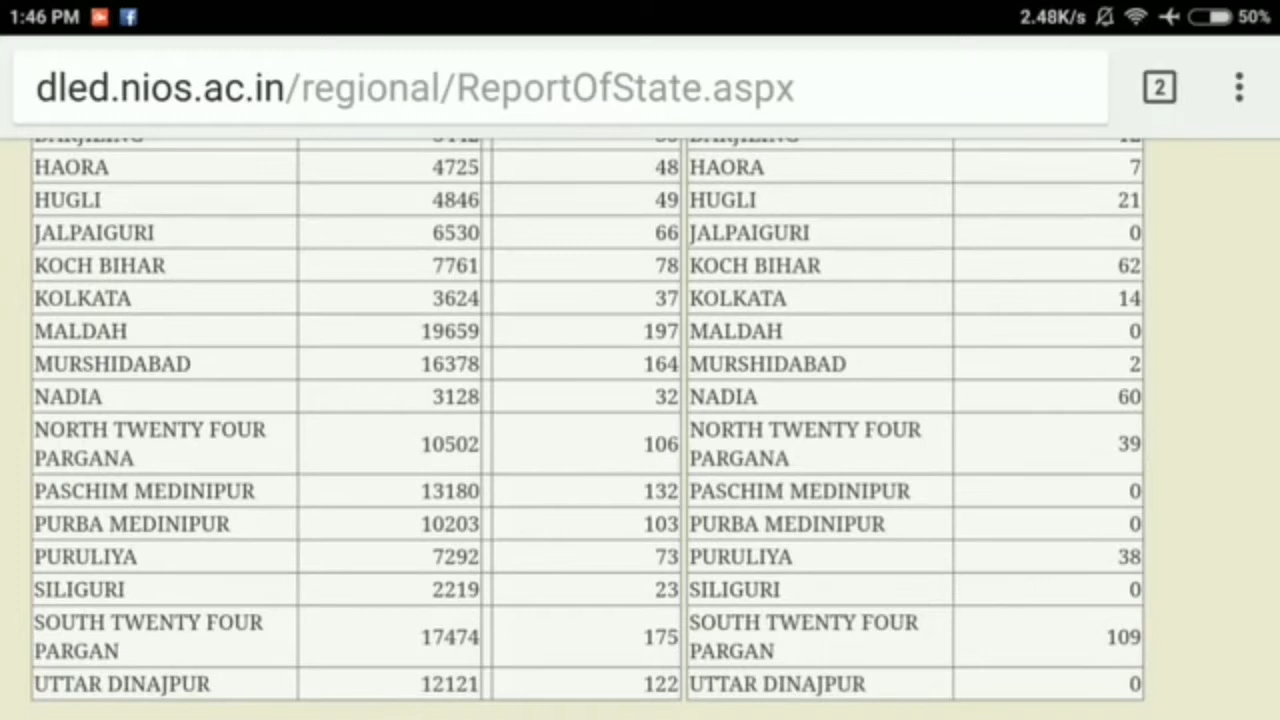 1:46 PM 2.48K/s 50%
dled.nios.ac.in/regional/ReportOfState.aspx 2
DARJILING DARJILING 12
HAORA 4725 48 HAORA 7
HUGLI 4846 49 HUGLI 21
JALPAIGURI 6530 66 JALPAIGURI 0
KOCH BIHAR 7761 78 KOCH BIHAR 62
KOLKATA 3624 37 KOLKATA 14
MALDAH 19659 197 MALDAH 0
MURSHIDABAD 16378 164 MURSHIDABAD 2
NADIA 3128 32 NADIA 60
NORTH TWENTY FOUR NORTH TWENTY FOUR
PARGANA 10502 106 PARGANA 39
PASCHIM MEDINIPUR 13180 132 PASCHIM MEDINIPUR 0
PURBA MEDINIPUR 10203 103 PURBA MEDINIPUR 0
PURULIYA 7292 73 PURULIYA 38
SILIGURI 2219 23 SILIGURI 0
SOUTH TWENTY FOUR SOUTH TWENTY FOUR
PARGAN 17474 175 PARGAN 109
UTTAR DINAJPUR 12121 122 UTTAR DINAJPUR 0